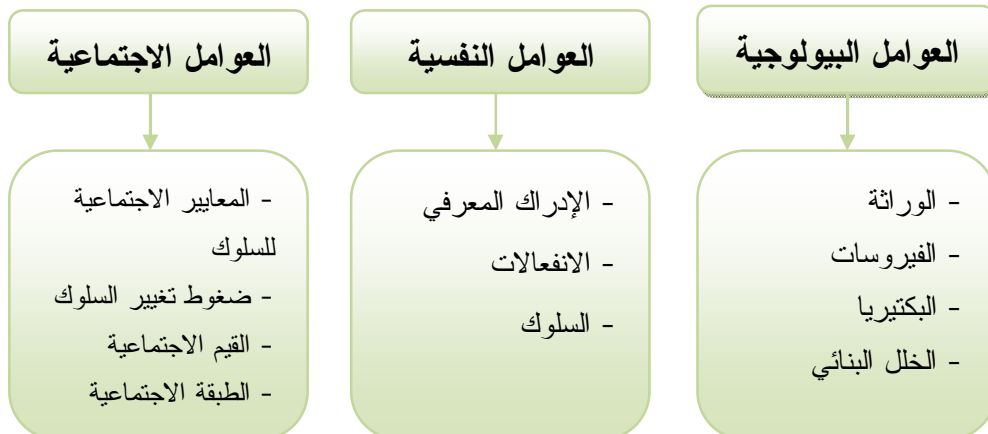 العوامل البيولوجية
- الوراثة
- الفيروسات
- البكتيريا
- الخلل البنائي
العوامل النفسية
- الإدراك المعرفي
- الانفعالات
- السلوك
العوامل الاجتماعية
- المعايير الاجتماعية
للسلوك
- ضغوط تغيير السلوك
- القيم الاجتماعية
- الطبقة الاجتماعية